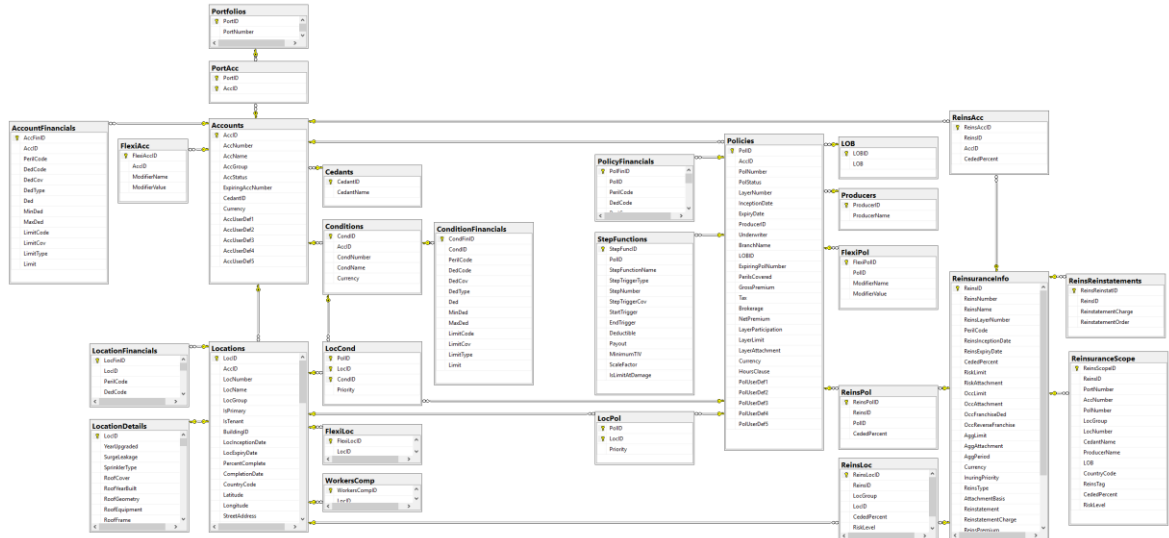 Portfolios
PortID
PortNumber
PortAcc
PortID
AccID
AccountFinancials
AccFinID
AccID
PerilCode
DedCode
DedCov
DedType
Ded
MinDed
MaxDed
LimitCode
LimitCov
LimitType
Limit
FlexiAcc
FlexiAccID
AccID
ModifierName
ModifierValue
Accounts
AccID
AccNumber
AccName
AccGroup
AccStatus
ExpiringAccNumber
CedantID
Currency
AccUserDef1
AccUserDef2
AccUserDef3
AccUserDef4
AccUserDef5
Cedants
CedantID
CedantName
Conditions
CondID
AccID
CondNumber
CondName
Currency
ConditionFinancials
CondFinID
CondID
PerilCode
DedCode
DedCov
DedType
Ded
MinDed
MaxDed
LimitCode
LimitCov
LimitType
Limit
PolicyFinancials
PolFinID
PolID
PerilCode
DedCode
StepFunctions
StepFuncID
PolID
StepFunctionName
StepTriggerType
StepNumber
StepTriggerCov
StartTrigger
EndTrigger
Deductible
Payout
MinimumTIV
ScaleFactor
IsLimitAtDamage
Policies
PolID
AccID
PolNumber
PolStatus
LayerNumber
InceptionDate
ExpiryDate
ProducerID
Underwriter
BranchName
LOBID
ExpiringPolNumber
PerilsCovered
GrossPremium
Tax
Brokerage
NetPremium
LayerParticipation
LayerLimit
LayerAttachment
Currency
HoursClause
PolUserDef1
PolUserDef2
PolUserDef3
PolUserDef4
PolUserDef5
LOB
LOBID
LOB
Producers
ProducerID
ProducerName
FlexiPol
FlexiPolID
PolID
ModifierName
ModifierValue
ReinsAcc
ReinsAccID
ReinsID
AccID
CededPercent
ReinsuranceInfo
ReinsID
ReinsNumber
ReinsName
ReinsLayerNumber
PerilCode
ReinsInceptionDate
ReinsExpiryDate
CededPercent
RiskLimit
RiskAttachment
OccLimit
OccAttachment
OccFranchiseDed
OccReverseFranchise
AggLimit
AggAttachment
AggPeriod
Currency
InuringPriority
ReinsType
AttachmentBasis
Reinstatement
ReinstatementCharge
ReinsPremium
ReinsReinstatements
ReinsReinstatID
ReinsID
ReinstatementCharge
ReinstatementOrder
ReinsuranceScope
ReinsScopeID
ReinsID
PortNumber
AccNumber
PolNumber
LocGroup
LocNumber
CedantName
ProducerName
LOB
CountryCode
ReinsTag
CededPercent
RiskLevel
ReinsPol
ReinsPolID
ReinsID
PolID
CededPercent
ReinsLoc
ReinsLocID
ReinsID
LocGroup
LocID
CededPercent
RiskLevel
LocPol
PolID
LocID
Priority
LocCond
PolID
LocID
CondID
Priority
FlexiLoc
FlexiLocID
LocID
WorkersComp
WorkersCompID
LocID
LocationFinancials
LocFinID
LocID
PerilCode
DedCode
LocationDetails
LocID
YearUpgraded
SurgeLeakage
SprinklerType
RoofCover
RoofYearBuilt
RoofGeometry
RoofEquipment
RoofFrame
Locations
LocID
AccID
LocNumber
LocName
LocGroup
IsPrimary
IsTenant
BuildingID
LocInceptionDate
LocExpiryDate
PercentComplete
CompletionDate
CountryCode
Latitude
Longitude
StreetAddress